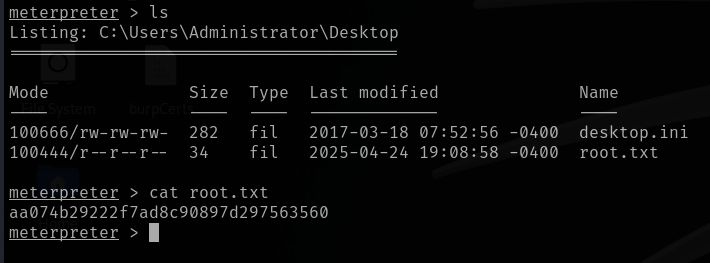 meterpreter > ls
Listing: C:\Users\Administrator\Desktop
=======================================
Mode Size Type Last modified Name
---- ---- ---- ------------- ----
100666/rw-rw-rw- 282 fil 2017-03-18 07:52:56 -0400 desktop.ini
100444/r--r--r-- 34 fil 2025-04-24 19:08:58 -0400 root.txt
meterpreter > cat root.txt
aa074b29222f7ad8c90897d297563560
meterpreter >
File System
burpCerts